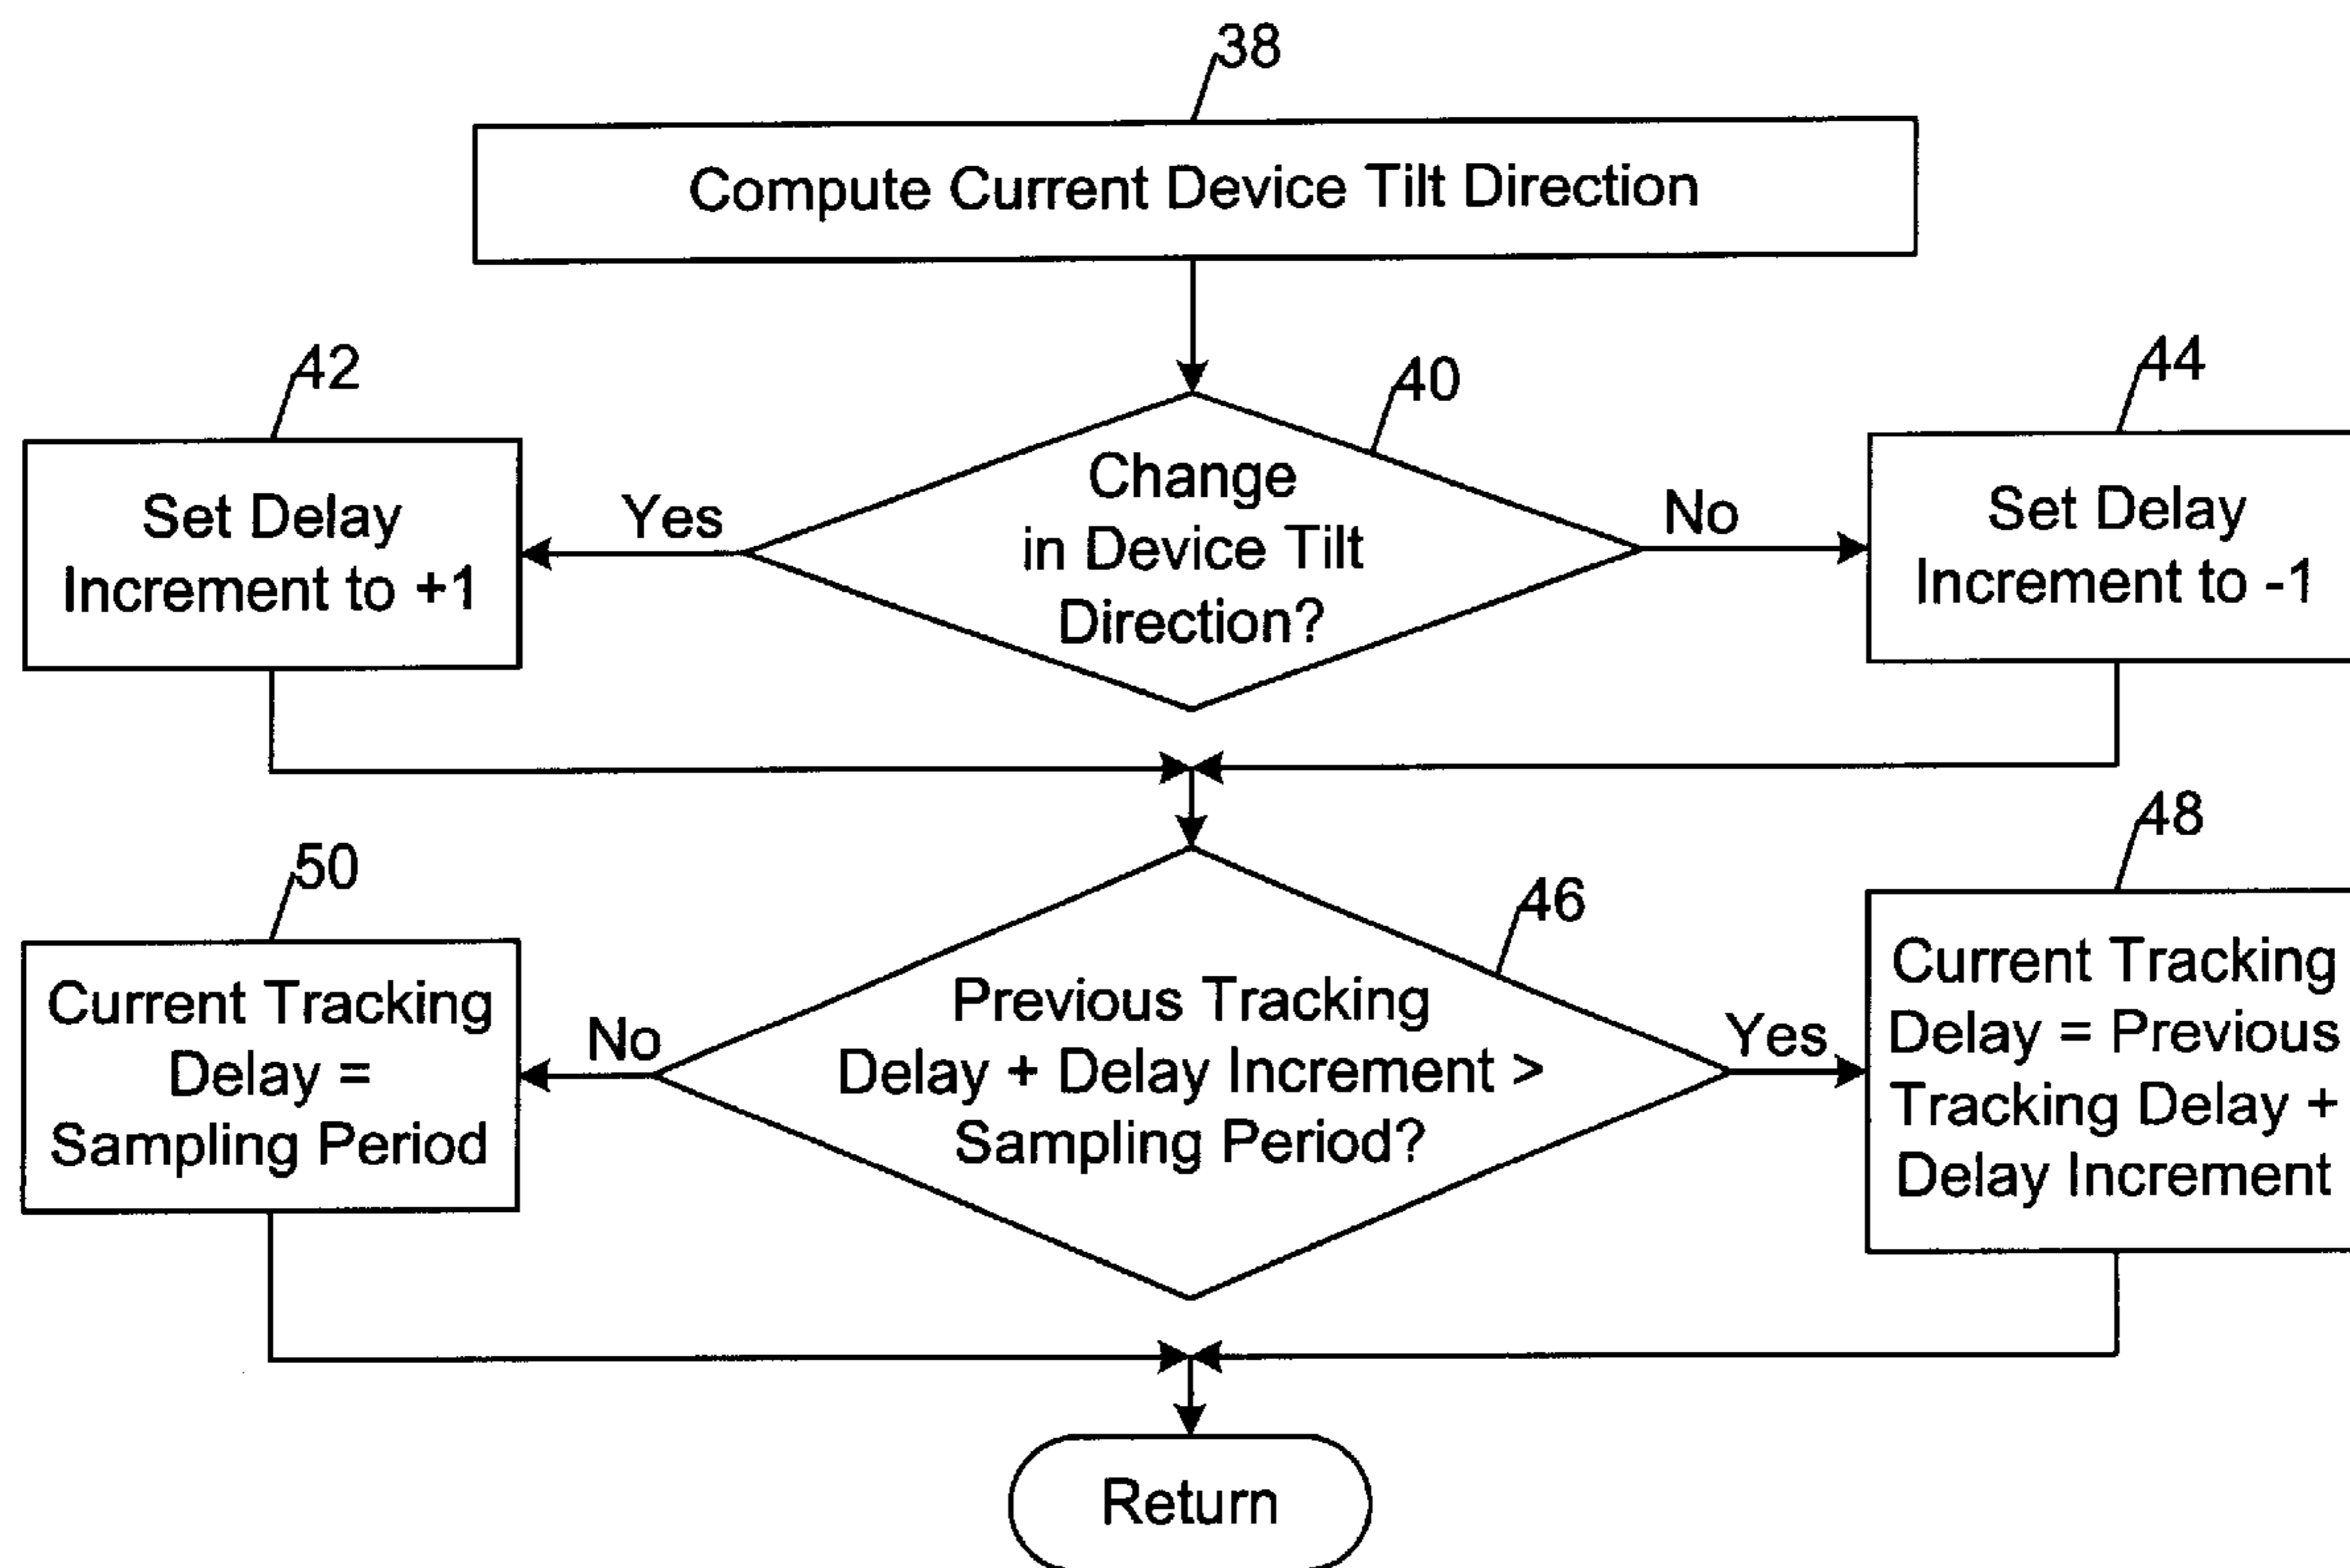 38
Compute Current Device Tilt Direction
42
40
44
Set Delay
Increment to +1
Yes
Change
in Device Tilt
Direction?
No
Set Delay
Increment to -1
50
46
48
Current Tracking
Delay =
Sampling Period
No
Previous Tracking
Delay + Delay Increment >
Sampling Period?
Yes
Current Tracking
Delay = Previous
Tracking Delay +
Delay Increment
Return